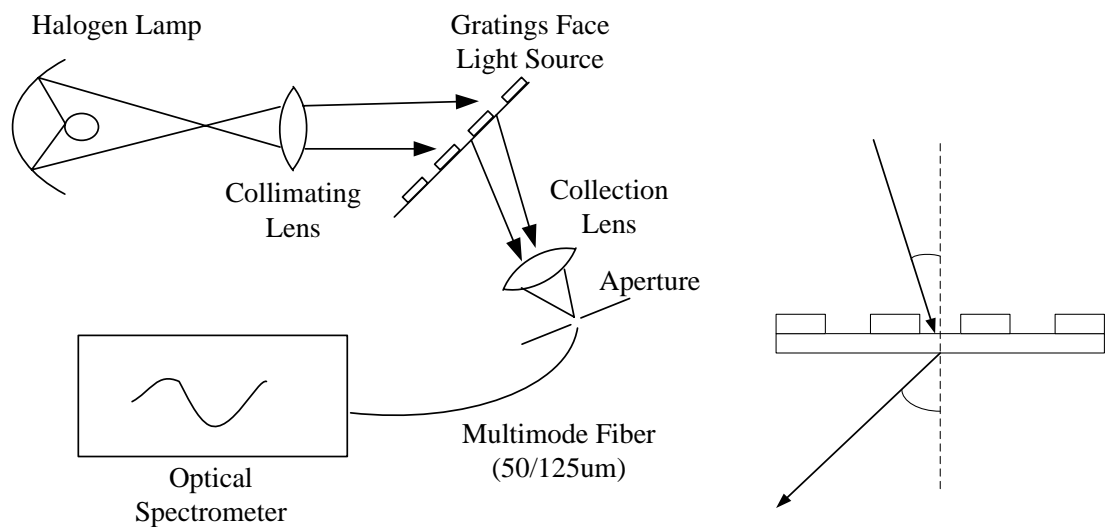 Halogen Lamp
Gratings Face
Light Source
Collimating
Lens
Collection
Lens
Aperture
Multimode Fiber
(50/125um)
Optical
Spectrometer